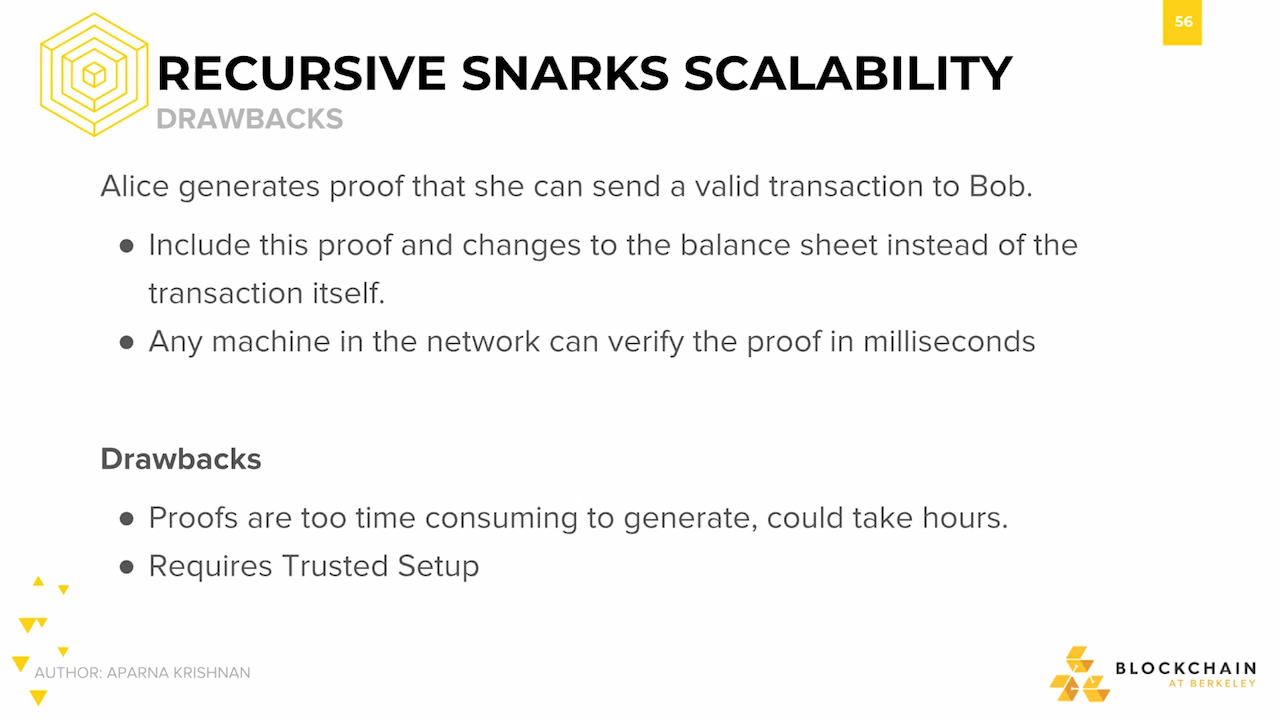 56
RECURSIVE SNARKS SCALABILITY
DRAWBACKS
Alice generates proof that she can send a valid transaction to Bob.
● Include this proof and changes to the balance sheet instead of the
transaction itself.
● Any machine in the network can verify the proof in milliseconds
Drawbacks
● Proofs are too time consuming to generate, could take hours.
● Requires Trusted Setup
AUTHOR: APARNA KRISHNAN
BLOCKCHAIN
AT BERKELEY